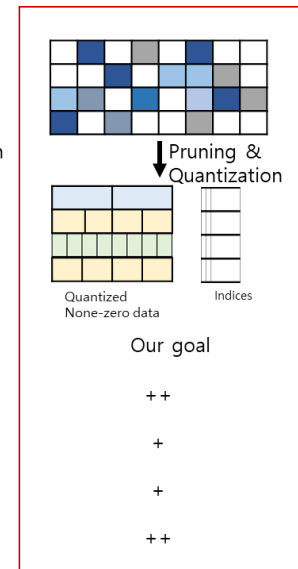 Pruning &
Quantization
Quantized
None-zero data
Indices
Our goal
++
+
+
++